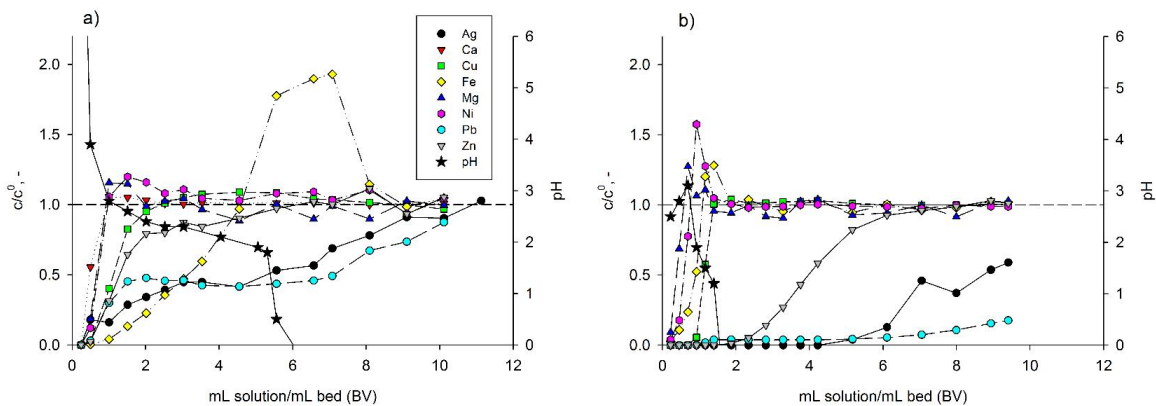 a)
c/c⁰, -
2.0
1.5
1.0
0.5
0.0
0 2 4 6 8 10 12
mL solution/mL bed (BV)
6
5
4
3
2
1
0
pH
Ag
Ca
Cu
Fe
Mg
Ni
Pb
Zn
pH
b)
c/c⁰, -
2.0
1.5
1.0
0.5
0.0
0 2 4 6 8 10 12
mL solution/mL bed (BV)
6
5
4
3
2
1
0
pH